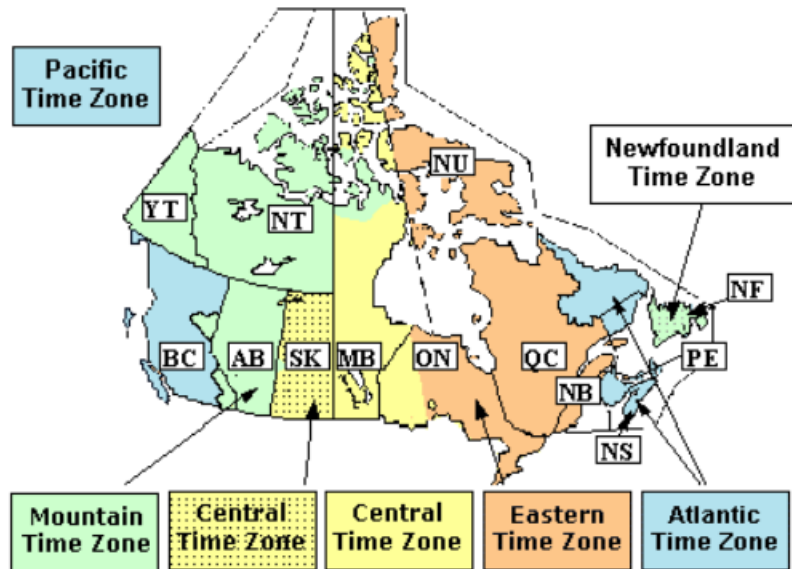 Pacific
Time Zone
Newfoundland
Time Zone
NU
YT
NT
NF
BC
AB
SK
MB
ON
QC
PE
NB
NS
Mountain
Time Zone
Central
Time Zone
Central
Time Zone
Eastern
Time Zone
Atlantic
Time Zone